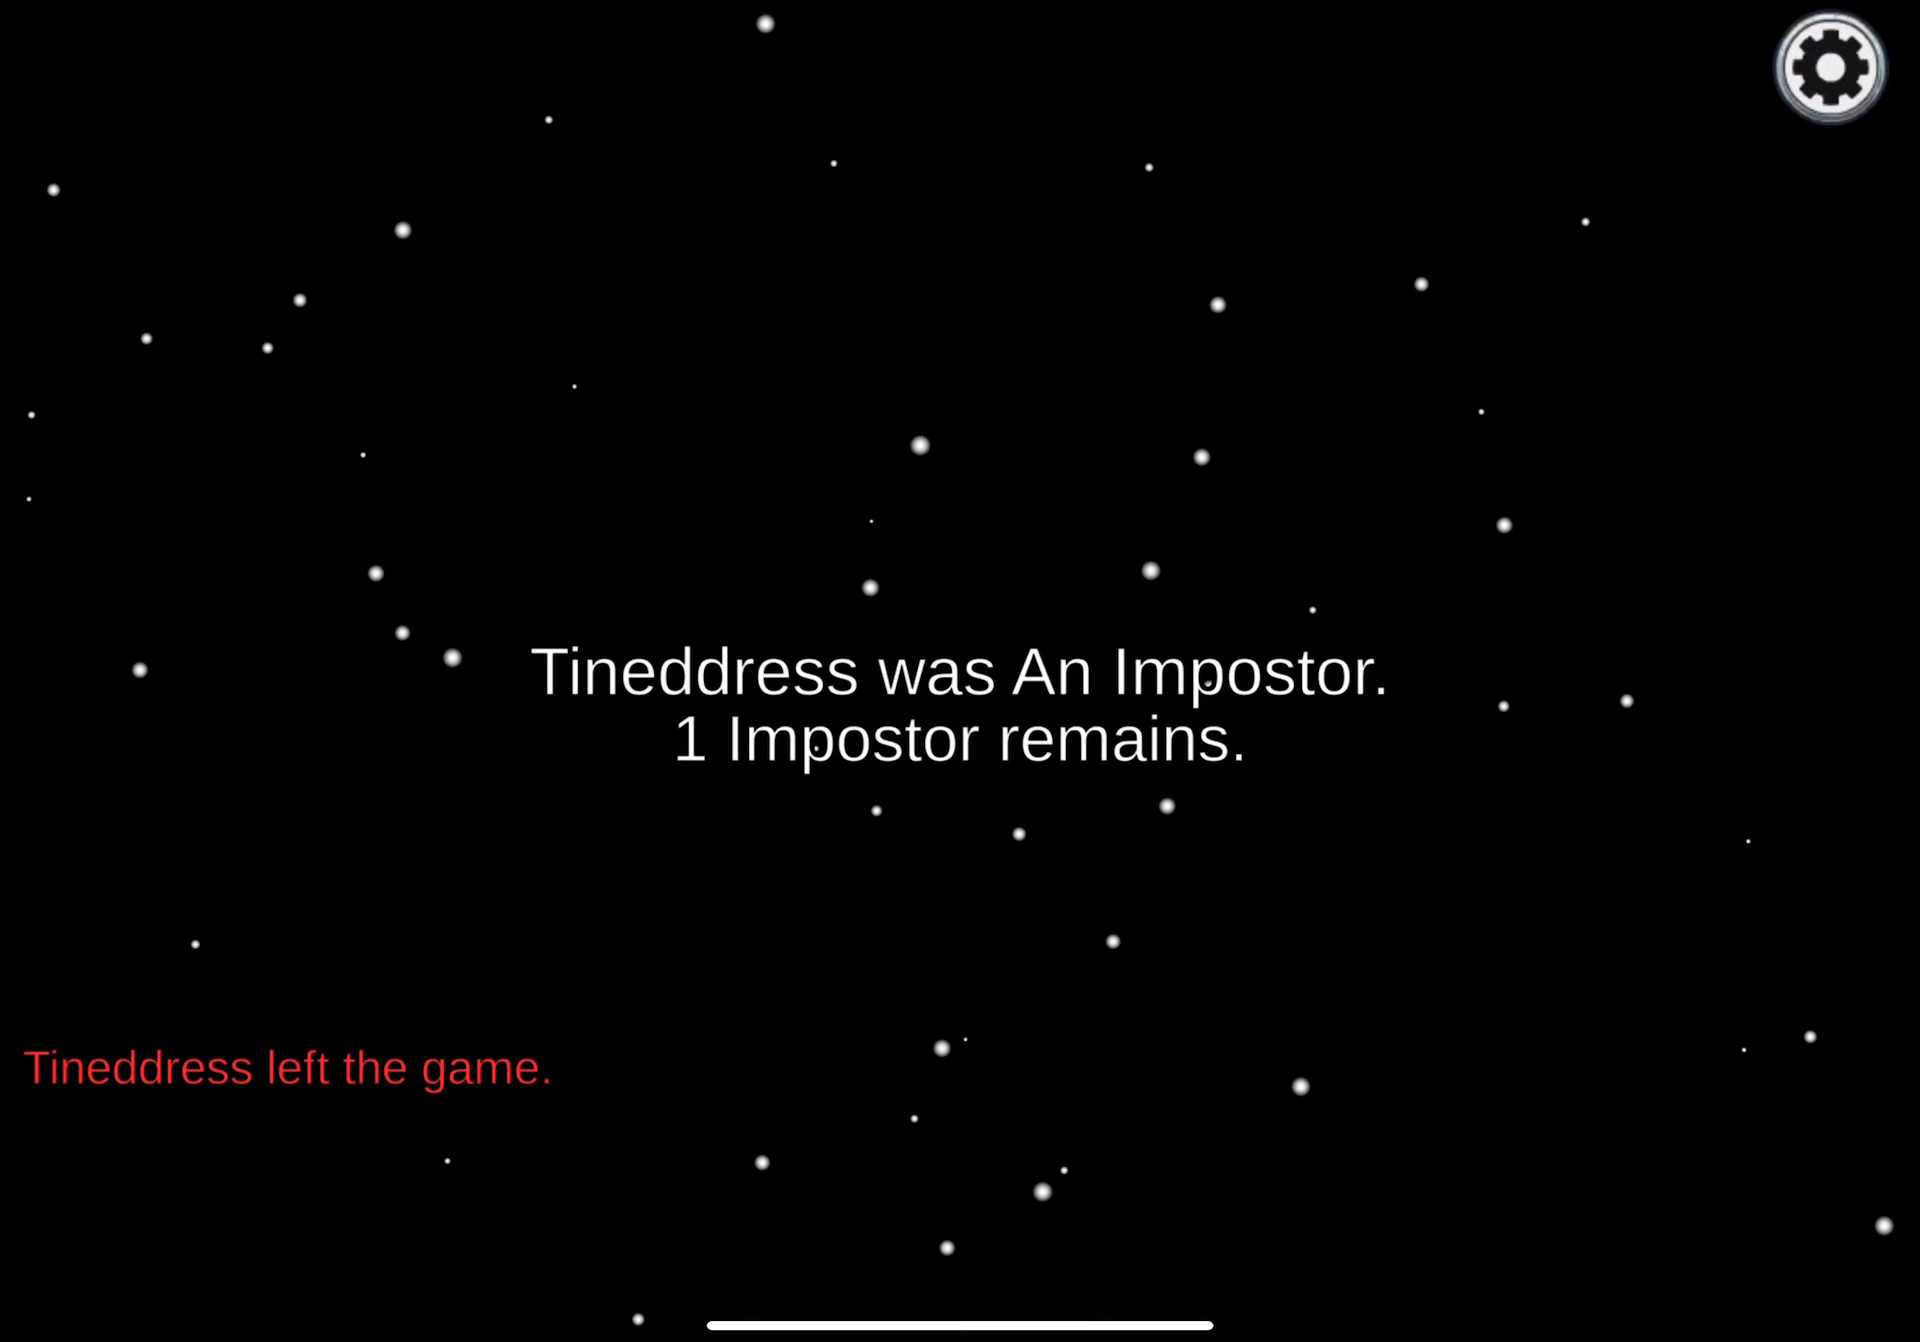 Tineddress was An Impostor.
1 Impostor remains.
Tineddress left the game.